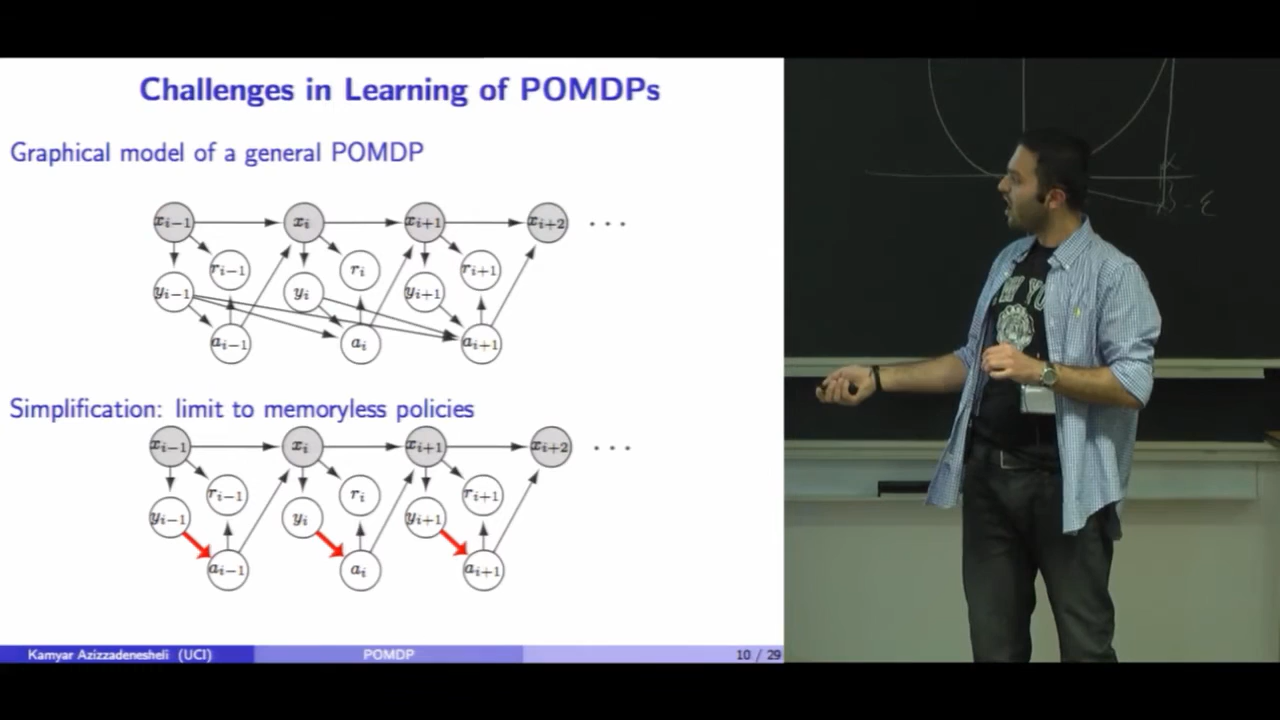 Challenges in Learning of POMDPs
Graphical model of a general POMDP
x_{i−1} x_i x_{i+1} x_{i+2} ...
r_{i−1} r_i r_{i+1}
y_{i−1} y_i y_{i+1}
a_{i−1} a_i a_{i+1}
Simplification: limit to memoryless policies
x_{i−1} x_i x_{i+1} x_{i+2} ...
r_{i−1} r_i r_{i+1}
y_{i−1} y_i y_{i+1}
a_{i−1} a_i a_{i+1}
Kamyar Azizzadenesheli (UCI) POMDP 10 / 29